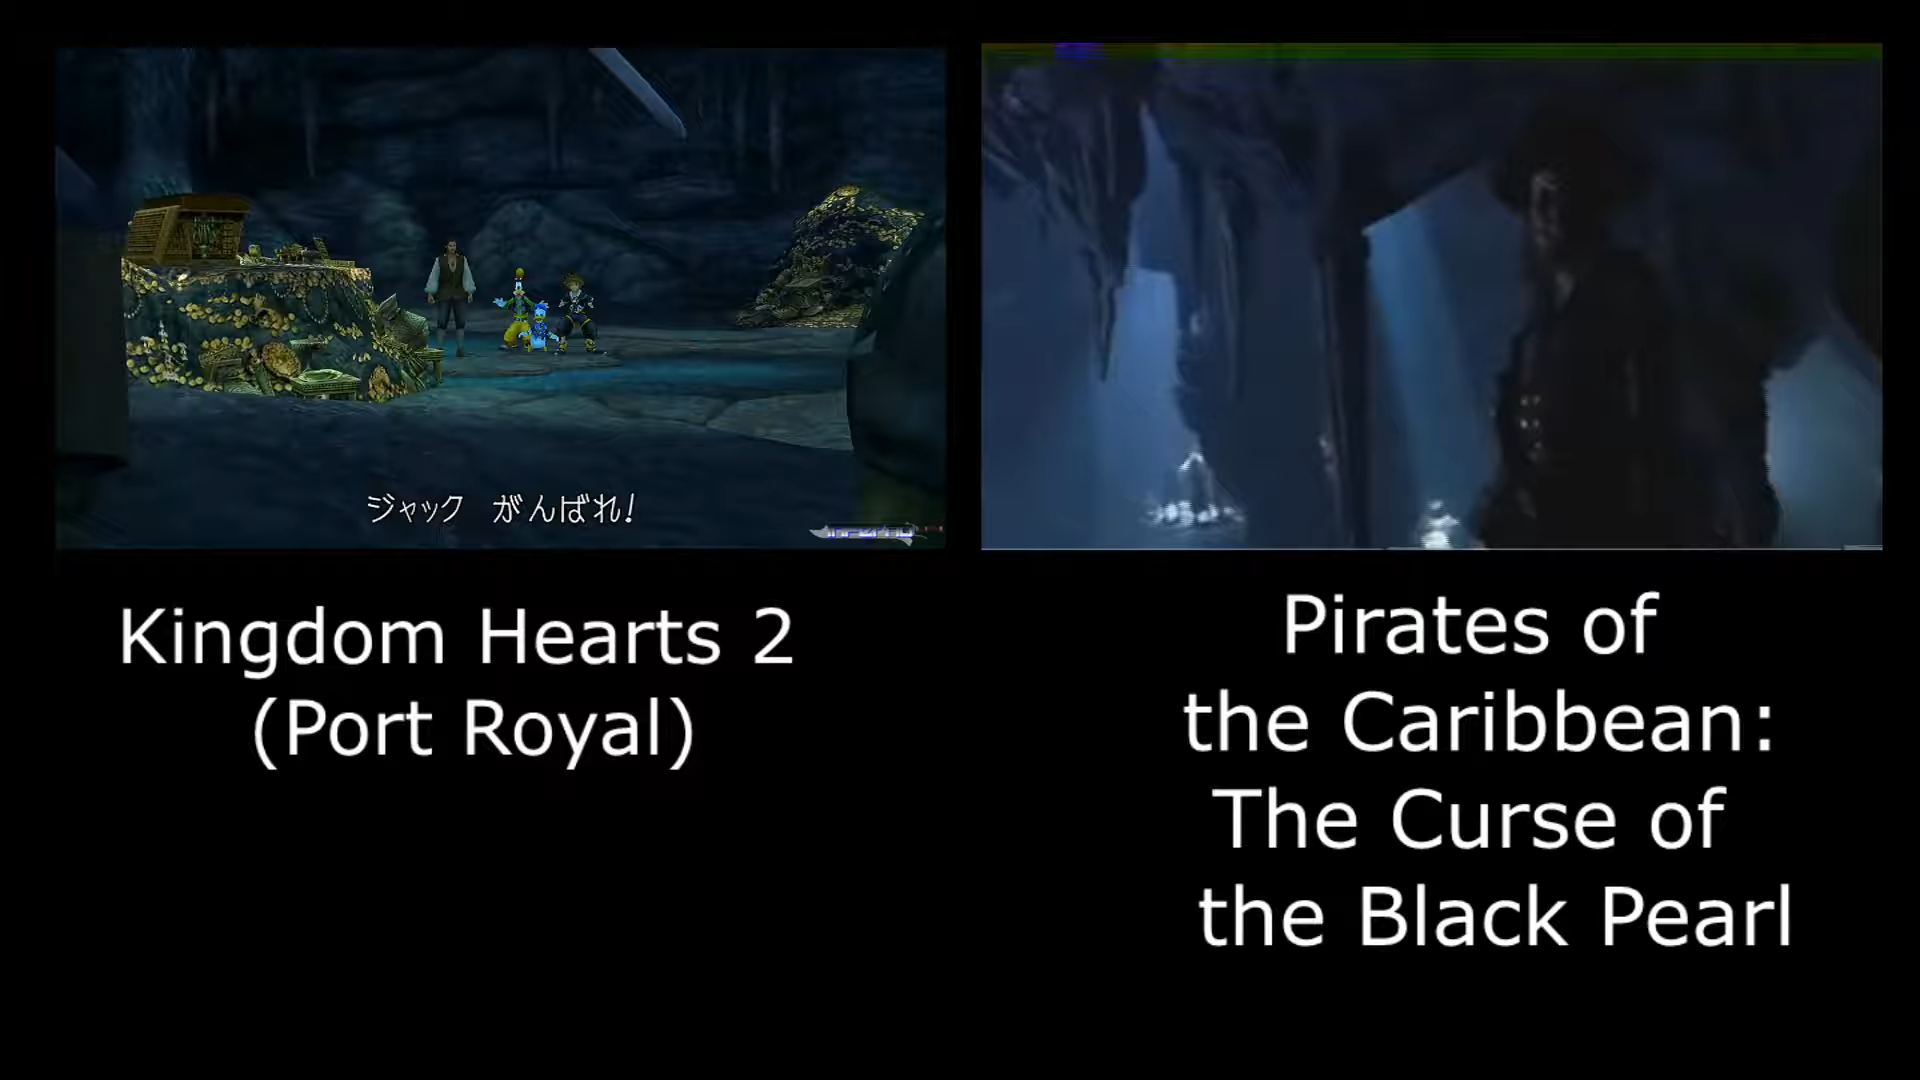 ジャック がんばれ!
Kingdom Hearts 2
(Port Royal)
Pirates of
the Caribbean:
The Curse of
the Black Pearl